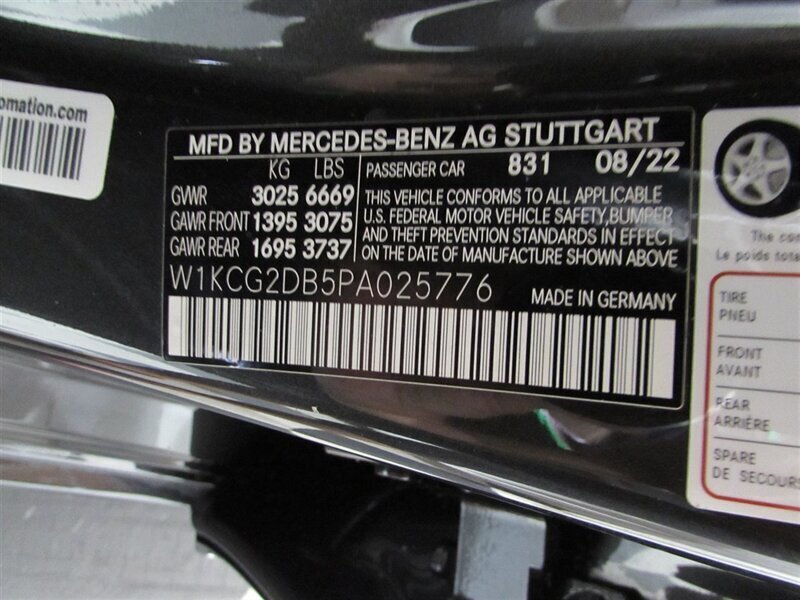 omation.com
MFD BY MERCEDES-BENZ AG STUTTGART
KG LBS
GVWR 3025 6669
GAWR FRONT 1395 3075
GAWR REAR 1695 3737
PASSENGER CAR 831 08/22
THIS VEHICLE CONFORMS TO ALL APPLICABLE
U.S. FEDERAL MOTOR VEHICLE SAFETY,BUMPER
AND THEFT PREVENTION STANDARDS IN EFFECT
ON THE DATE OF MANUFACTURE SHOWN ABOVE
W1KCG2DB5PA025776
MADE IN GERMANY
The com
Le poids tota
TIRE
PNEU
FRONT
AVANT
REAR
ARRIÈRE
SPARE
DE SECOURS